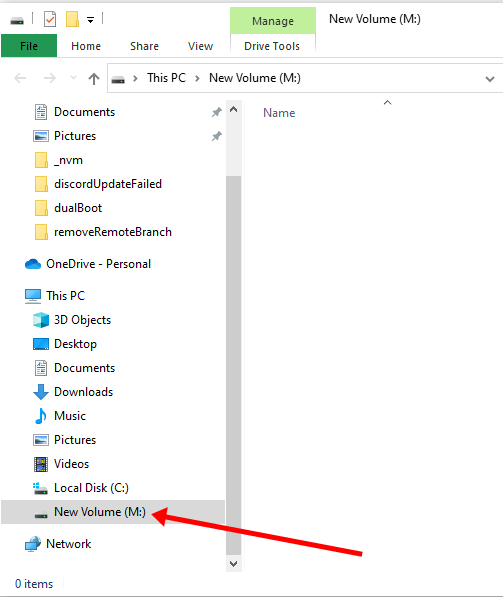 Manage
New Volume (M:)
File
Home
Share
View
Drive Tools
This PC
New Volume (M:)
Documents
Pictures
_nvm
discordUpdateFailed
dualBoot
removeRemoteBranch
OneDrive - Personal
This PC
3D Objects
Desktop
Documents
Downloads
Music
Pictures
Videos
Local Disk (C:)
New Volume (M:)
Network
Name
0 items